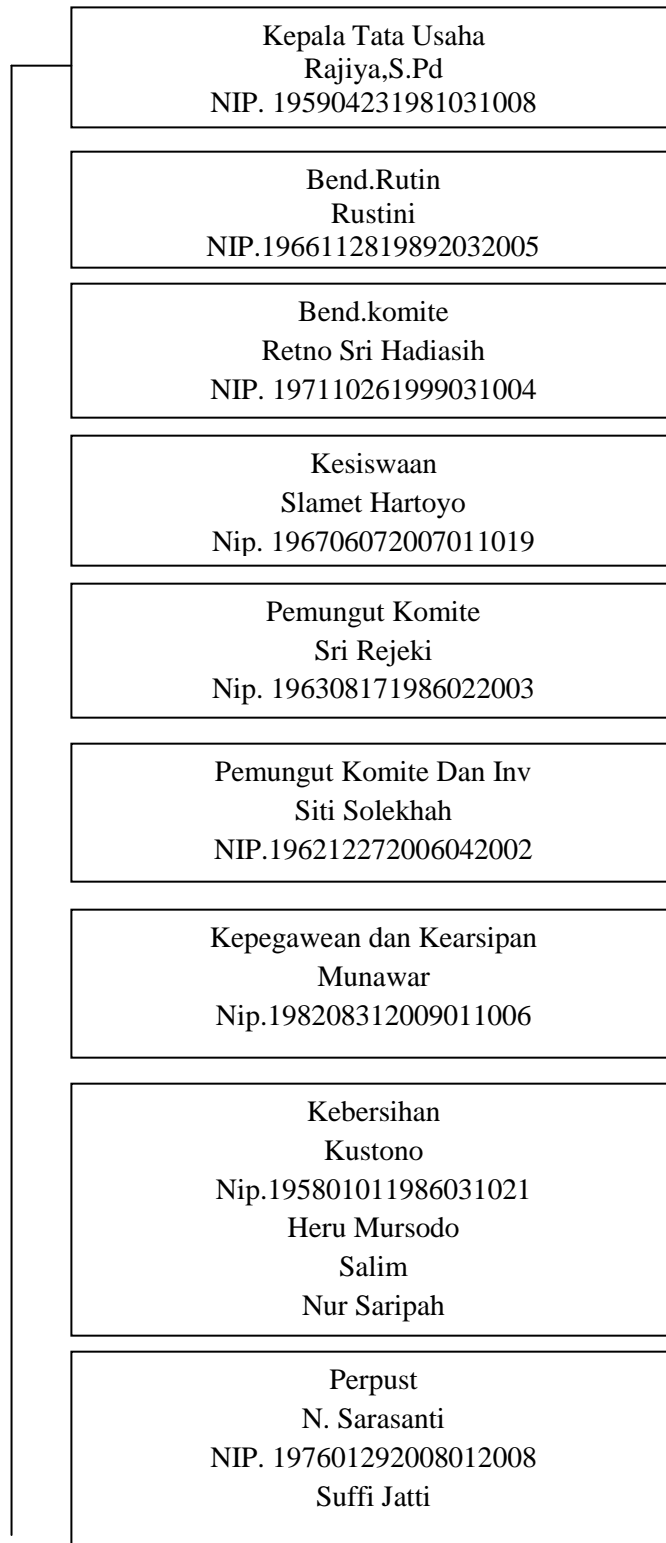 Kepala Tata Usaha
Rajiya,S.Pd
NIP. 195904231981031008
Bend.Rutin
Rustini
NIP.1966112819892032005
Bend.komite
Retno Sri Hadiasih
NIP. 197110261999031004
Kesiswaan
Slamet Hartoyo
Nip. 196706072007011019
Pemungut Komite
Sri Rejeki
Nip. 196308171986022003
Pemungut Komite Dan Inv
Siti Solekhah
NIP.196212272006042002
Kepegawean dan Kearsipan
Munawar
Nip.198208312009011006
Kebersihan
Kustono
Nip.195801011986031021
Heru Mursodo
Salim
Nur Saripah
Perpust
N. Sarasanti
NIP. 197601292008012008
Suffi Jatti